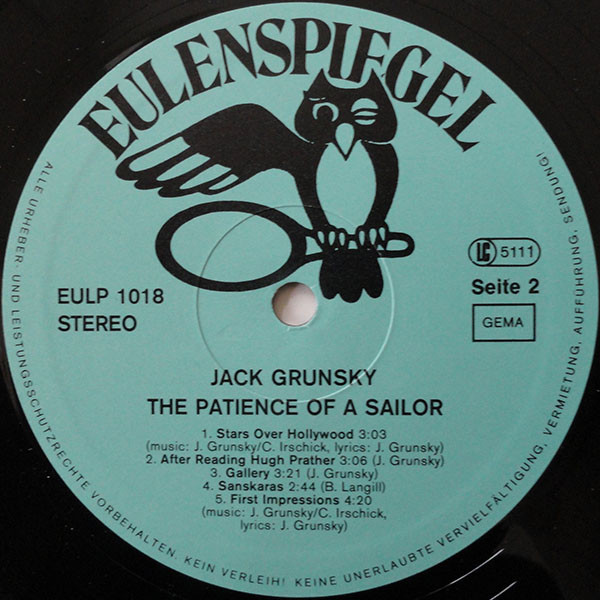 EULENSPIEGEL
LC 5111
EULP 1018
STEREO
Seite 2
GEMA
JACK GRUNSKY
THE PATIENCE OF A SAILOR
1. Stars Over Hollywood 3:03
(music: J. Grunsky/C. Irschick, lyrics: J. Grunsky)
2. After Reading Hugh Prather 3:06 (J. Grunsky)
3. Gallery 3:21 (J. Grunsky)
4. Sanskaras 2:44 (B. Langill)
5. First Impressions 4:20
(music: J. Grunsky/C. Irschick,
lyrics: J. Grunsky)
ALLE URHEBER- UND LEISTUNGSSCHUTZRECHTE VORBEHALTEN. KEIN VERLEIH! KEINE UNERLAUBTE VERVIELFÄLTIGUNG, VERMIETUNG, AUFFÜHRUNG, SENDUNG!